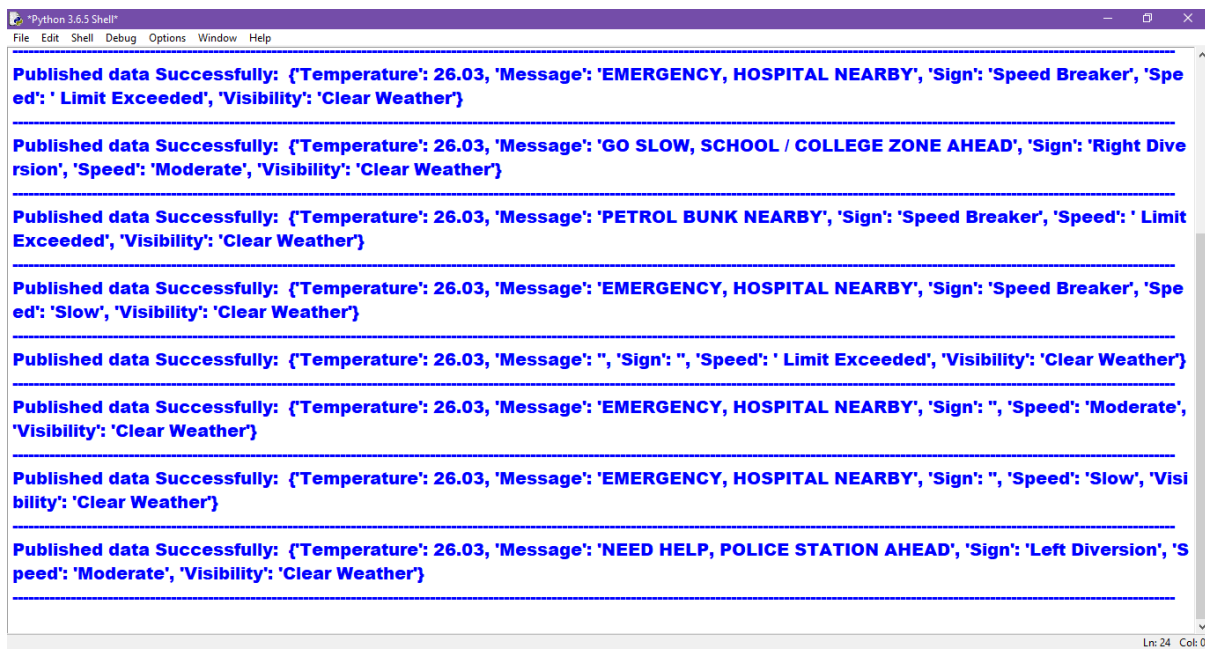 *Python 3.6.5 Shell*
File Edit Shell Debug Options Window Help
--------------------------------------------------------------------------------
Published data Successfully:  {'Temperature': 26.03, 'Message': 'EMERGENCY, HOSPITAL NEARBY', 'Sign': 'Speed Breaker', 'Spe
ed': ' Limit Exceeded', 'Visibility': 'Clear Weather'}
--------------------------------------------------------------------------------
Published data Successfully:  {'Temperature': 26.03, 'Message': 'GO SLOW, SCHOOL / COLLEGE ZONE AHEAD', 'Sign': 'Right Dive
rsion', 'Speed': 'Moderate', 'Visibility': 'Clear Weather'}
--------------------------------------------------------------------------------
Published data Successfully:  {'Temperature': 26.03, 'Message': 'PETROL BUNK NEARBY', 'Sign': 'Speed Breaker', 'Speed': ' Limit
Exceeded', 'Visibility': 'Clear Weather'}
--------------------------------------------------------------------------------
Published data Successfully:  {'Temperature': 26.03, 'Message': 'EMERGENCY, HOSPITAL NEARBY', 'Sign': 'Speed Breaker', 'Spe
ed': 'Slow', 'Visibility': 'Clear Weather'}
--------------------------------------------------------------------------------
Published data Successfully:  {'Temperature': 26.03, 'Message': '', 'Sign': '', 'Speed': ' Limit Exceeded', 'Visibility': 'Clear Weather'}
--------------------------------------------------------------------------------
Published data Successfully:  {'Temperature': 26.03, 'Message': 'EMERGENCY, HOSPITAL NEARBY', 'Sign': '', 'Speed': 'Moderate',
'Visibility': 'Clear Weather'}
--------------------------------------------------------------------------------
Published data Successfully:  {'Temperature': 26.03, 'Message': 'EMERGENCY, HOSPITAL NEARBY', 'Sign': '', 'Speed': 'Slow', 'Visi
bility': 'Clear Weather'}
--------------------------------------------------------------------------------
Published data Successfully:  {'Temperature': 26.03, 'Message': 'NEED HELP, POLICE STATION AHEAD', 'Sign': 'Left Diversion', 'S
peed': 'Moderate', 'Visibility': 'Clear Weather'}
--------------------------------------------------------------------------------
Ln: 24 Col: 0